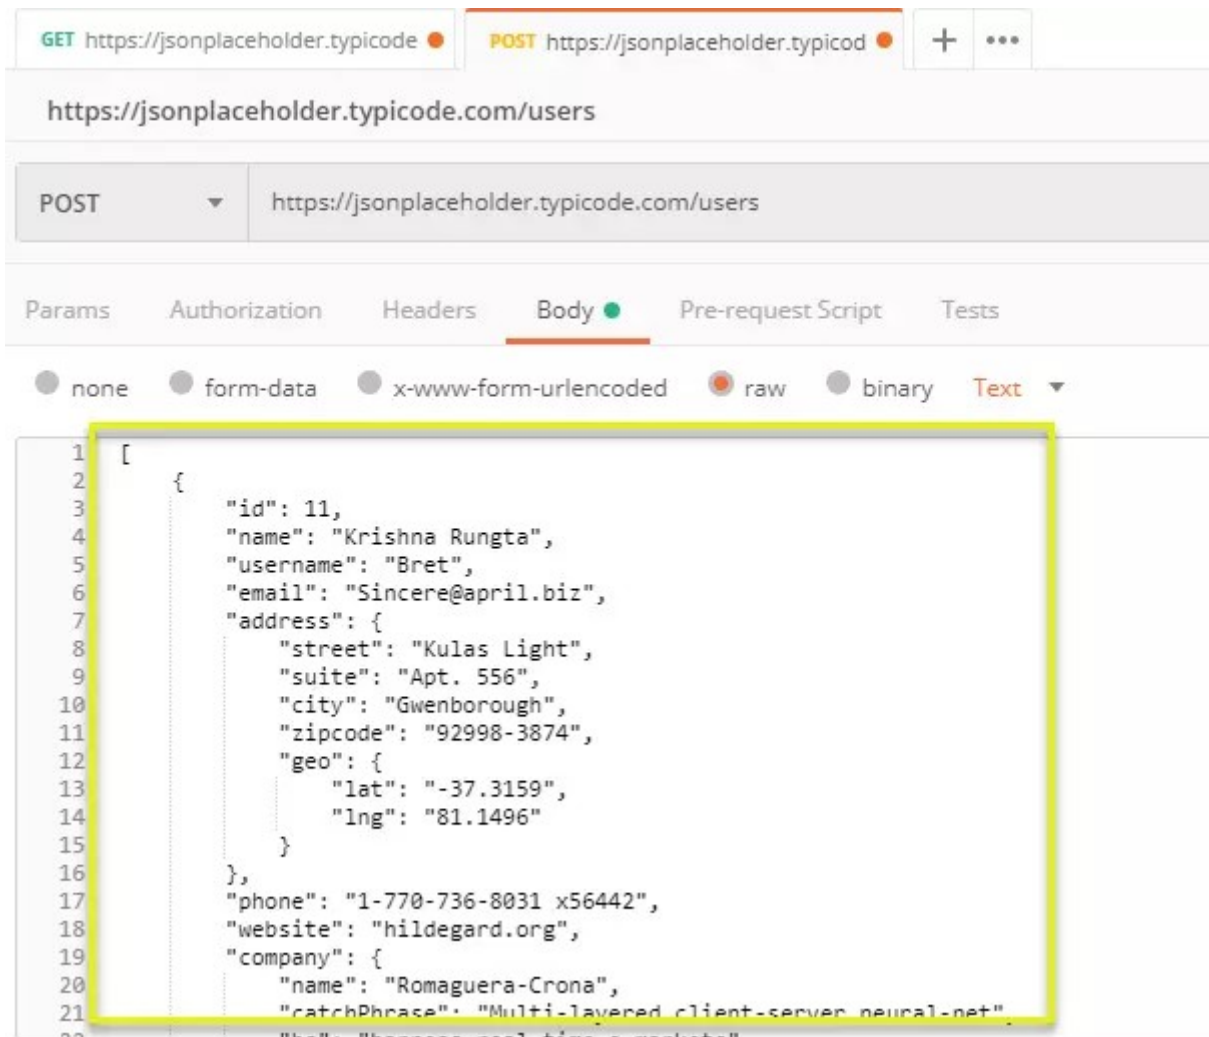 GET https://jsonplaceholder.typicode
POST https://jsonplaceholder.typicod
+ •••
https://jsonplaceholder.typicode.com/users
POST https://jsonplaceholder.typicode.com/users
Params Authorization Headers Body Pre-request Script Tests
none form-data x-www-form-urlencoded raw binary Text
1 [
2 {
3 "id": 11,
4 "name": "Krishna Rungta",
5 "username": "Bret",
6 "email": "Sincere@april.biz",
7 "address": {
8 "street": "Kulas Light",
9 "suite": "Apt. 556",
10 "city": "Gwenborough",
11 "zipcode": "92998-3874",
12 "geo": {
13 "lat": "-37.3159",
14 "lng": "81.1496"
15 }
16 },
17 "phone": "1-770-736-8031 x56442",
18 "website": "hildegard.org",
19 "company": {
20 "name": "Romaguera-Crona",
21 "catchPhrase": "Multi-layered client-server neural-net",